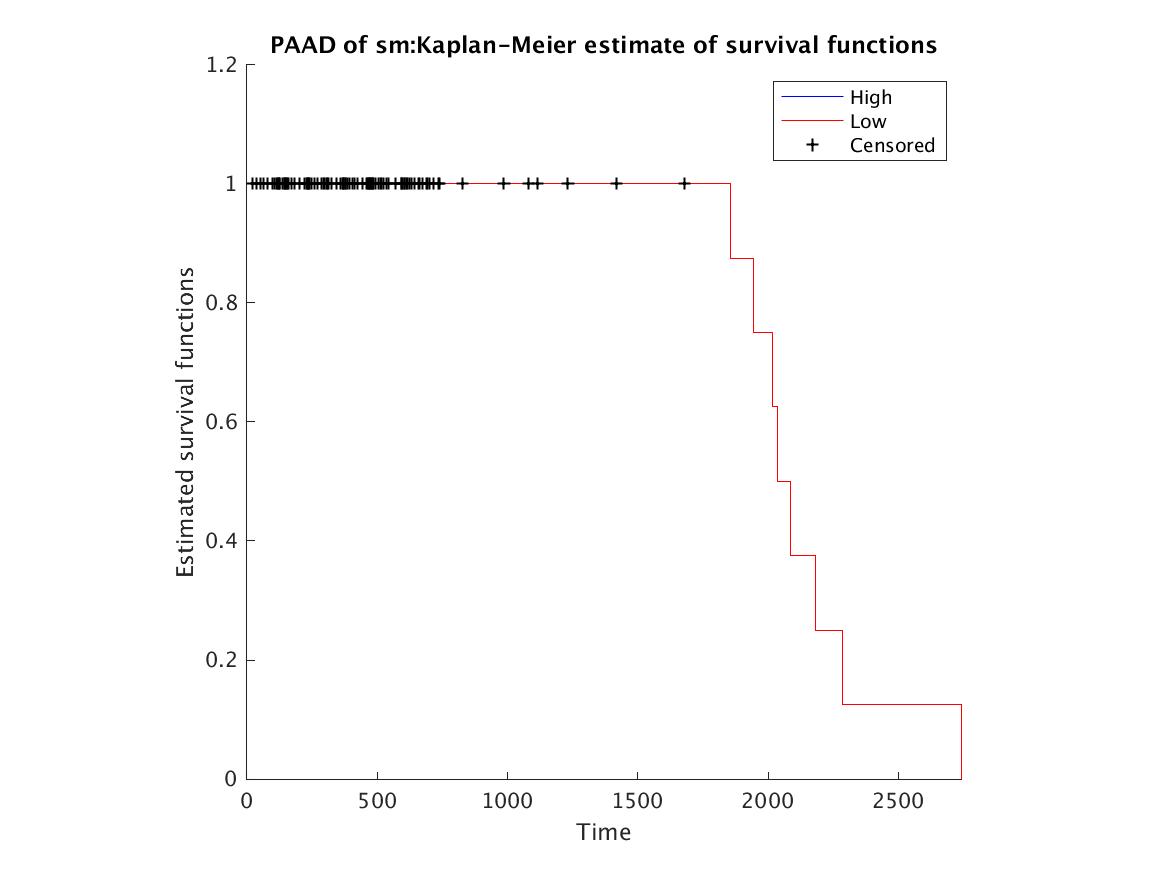 PAAD of sm:Kaplan-Meier estimate of survival functions
1.2
1
0.8
0.6
0.4
0.2
0
Estimated survival functions
High
Low
Censored
0 500 1000 1500 2000 2500
Time